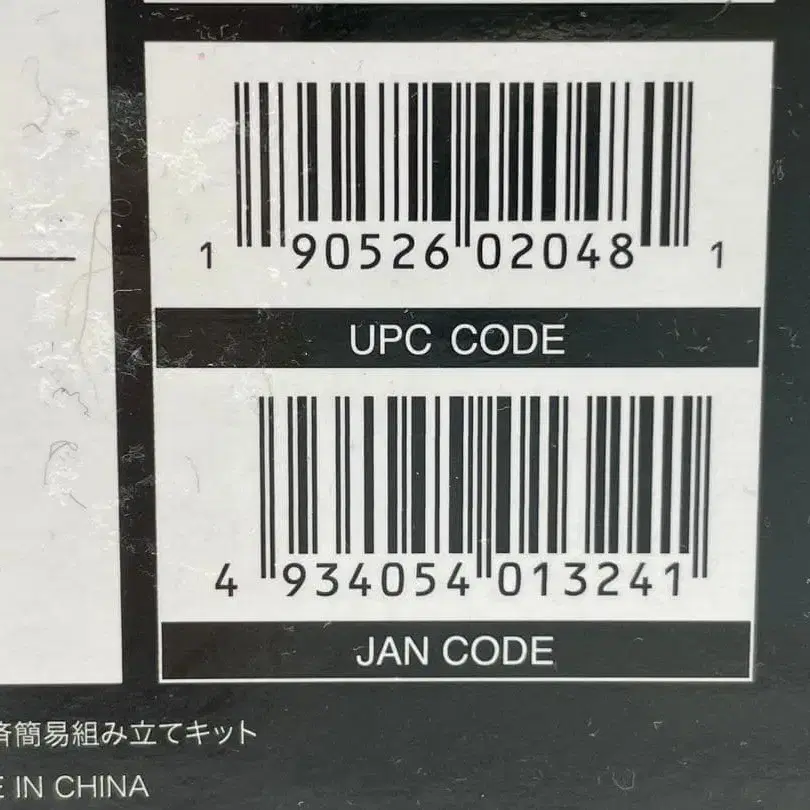 1 90526 02048 1
UPC CODE
4 934054 013241
JAN CODE
済簡易組み立てキット
IN CHINA